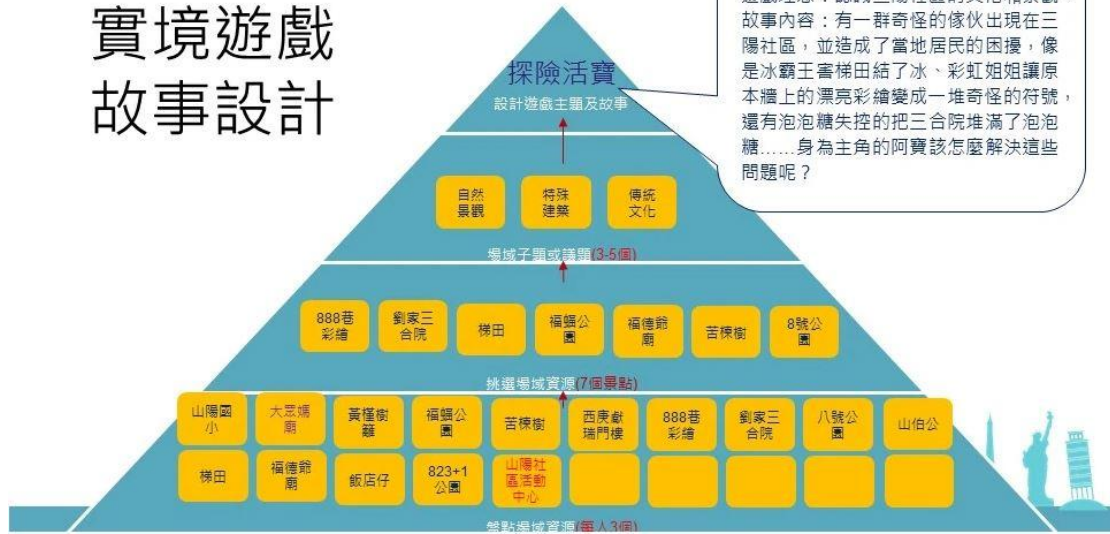 實境遊戲
故事設計
故事內容：有一群奇怪的傢伙出現在三
陽社區，並造成了當地居民的困擾，像
是冰霸王害梯田結了冰、彩虹姐姐讓原
本牆上的漂亮彩繪變成一堆奇怪的符號，
還有泡泡糖失控的把三合院堆滿了泡泡
糖……身為主角的阿寶該怎麼解決這些
問題呢？
探險活寶
設計遊戲主題及故事
自然
景觀
特殊
建築
傳統
文化
場域子題或議題(3-5個)
888巷
彩繪
劉家三
合院
梯田
福蝠公
園
福德爺
廟
苦楝樹
8號公
園
挑選場域資源(7個景點)
山陽國
小
大眾媽
廟
黃槿樹
籬
福蝠公
園
苦楝樹
西庚獻
瑞門樓
888巷
彩繪
劉家三
合院
八號公
園
山伯公
梯田
福德爺
廟
飯店仔
823+1
公園
山陽社
區活動
中心
盤點場域資源(每人3個)